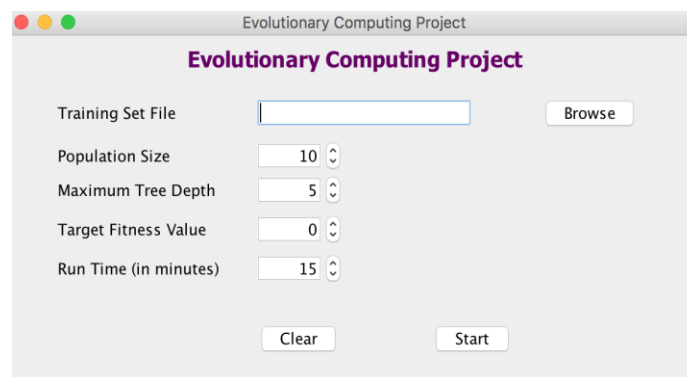 Evolutionary Computing Project
Evolutionary Computing Project
Training Set File Browse
Population Size 10
Maximum Tree Depth 5
Target Fitness Value 0
Run Time (in minutes) 15
Clear Start